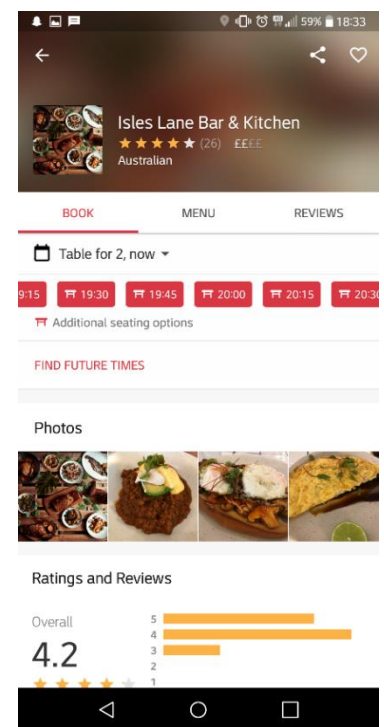 59% 18:33
Isles Lane Bar & Kitchen
(26) ££££
Australian
BOOK MENU REVIEWS
Table for 2, now
9:15 19:30 19:45 20:00 20:15 20:30
Additional seating options
FIND FUTURE TIMES
Photos
Ratings and Reviews
Overall
4.2
5
4
3
2
1